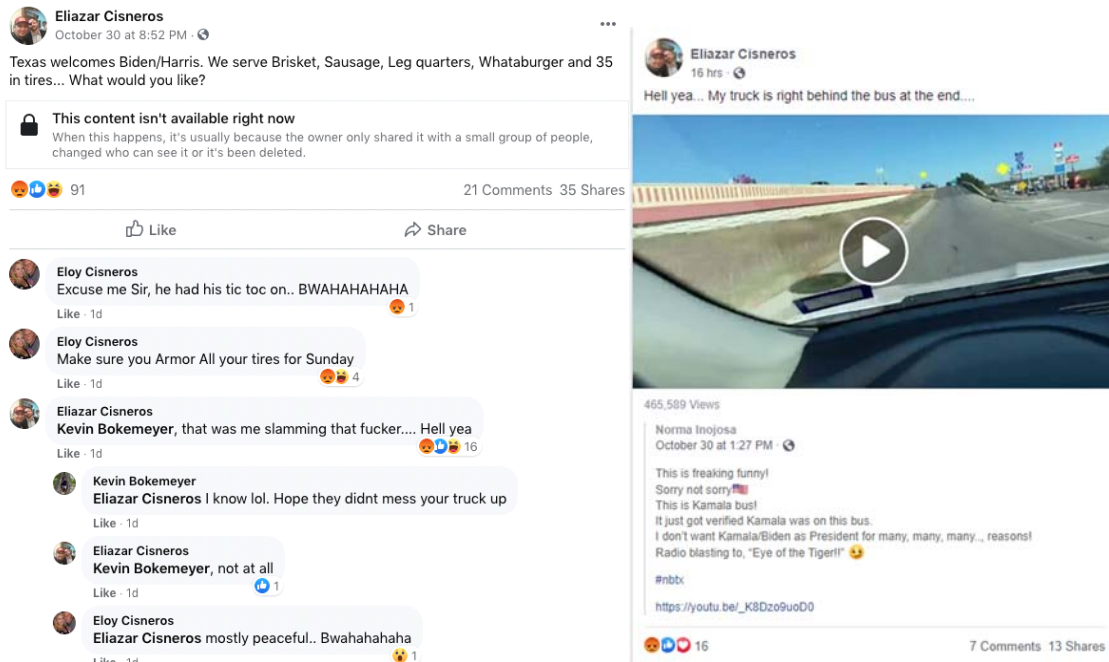 Eliazar Cisneros
October 30 at 8:52 PM ·
Texas welcomes Biden/Harris. We serve Brisket, Sausage, Leg quarters, Whataburger and 35
in tires... What would you like?
This content isn't available right now
When this happens, it's usually because the owner only shared it with a small group of people,
changed who can see it or it's been deleted.
91
21 Comments 35 Shares
Like
Share
Eloy Cisneros
Excuse me Sir, he had his tic toc on.. BWAHAHAHAHA
1
Like · 1d
Eloy Cisneros
Make sure you Armor All your tires for Sunday
4
Like · 1d
Eliazar Cisneros
Kevin Bokemeyer, that was me slamming that fucker.... Hell yea
16
Like · 1d
Kevin Bokemeyer
Eliazar Cisneros I know lol. Hope they didnt mess your truck up
Like · 1d
Eliazar Cisneros
Kevin Bokemeyer, not at all
1
Like · 1d
Eloy Cisneros
Eliazar Cisneros mostly peaceful.. Bwahahahaha
1
Like · 1d
Eliazar Cisneros
16 hrs ·
Hell yea... My truck is right behind the bus at the end....
465,589 Views
Norma Inojosa
October 30 at 1:27 PM ·
This is freaking funny!
Sorry not sorry🇺🇸
This is Kamala bus!
It just got verified Kamala was on this bus.
I don't want Kamala/Biden as President for many, many, many.., reasons!
Radio blasting to, "Eye of the Tiger!!" 😉
#nbtx
https://youtu.be/_K8Dzo9uoD0
16
7 Comments 13 Shares